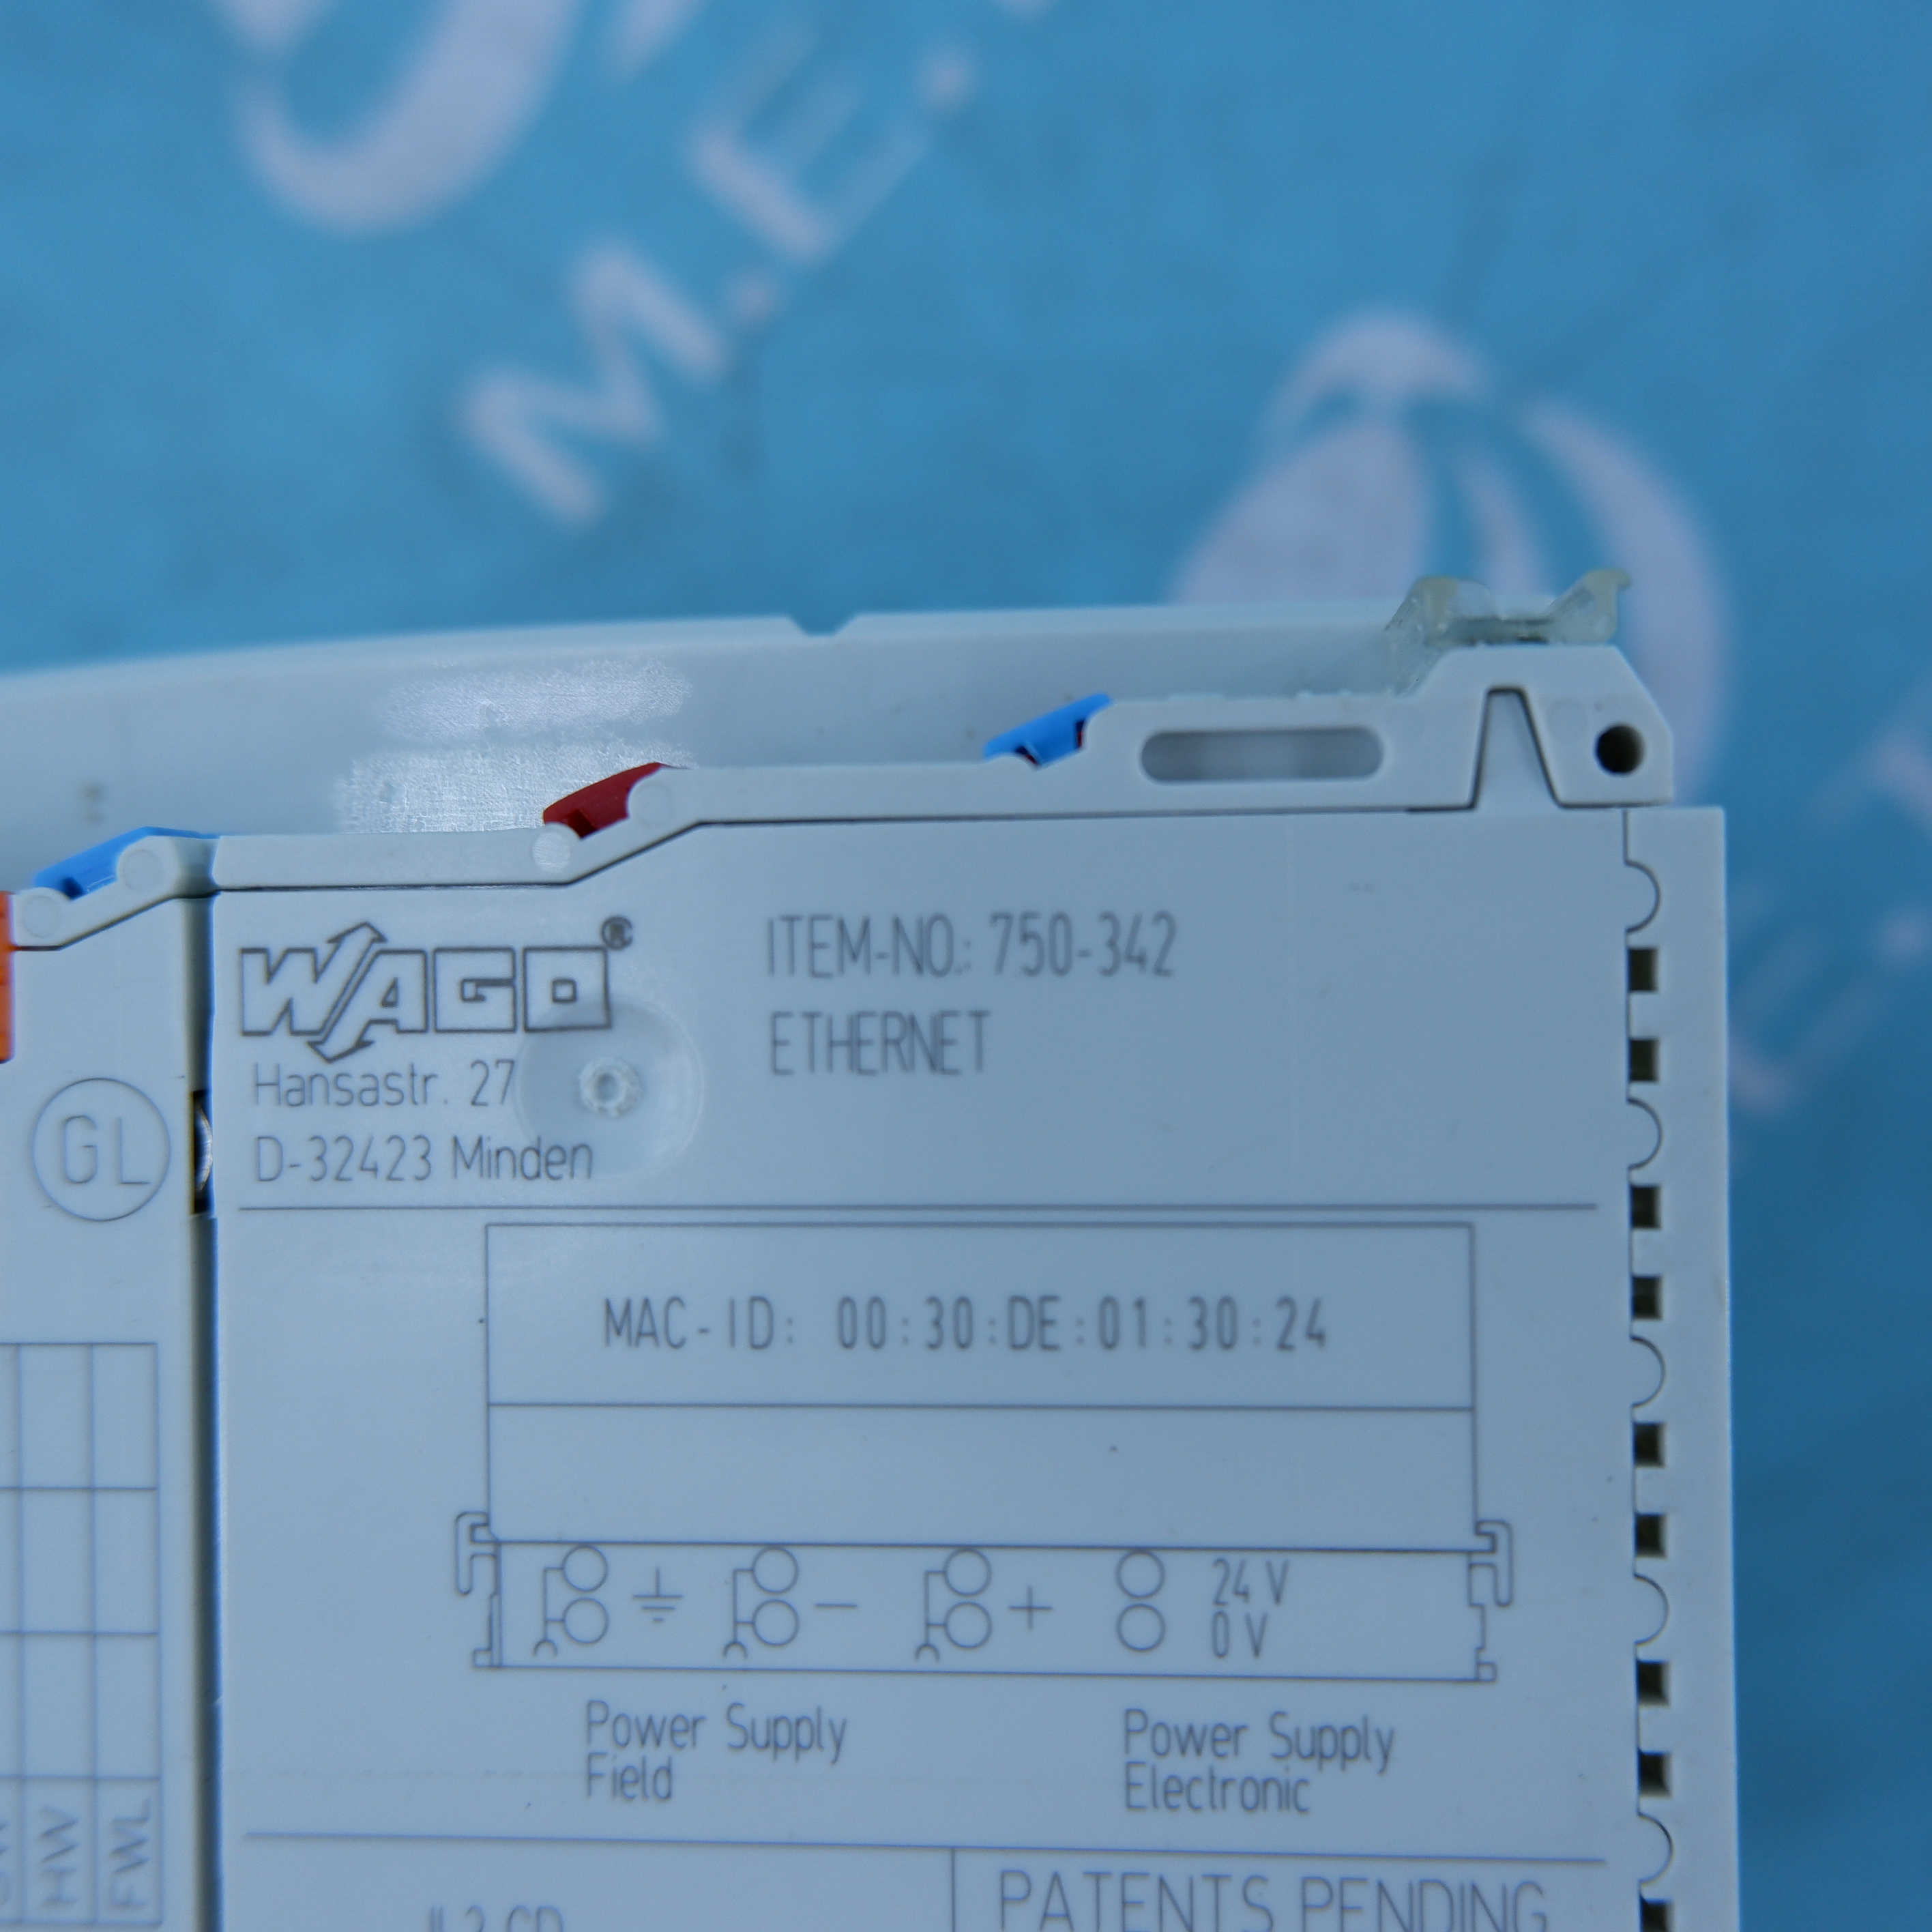 M.E.
WAGO®
Hansastr. 27
D-32423 Minden
ITEM-NO.: 750-342
ETHERNET
GL
MAC-ID: 00:30:DE:01:30:24
24 V
0 V
Power Supply
Field
Power Supply
Electronic
HW
FWL
PATENTS PENDING